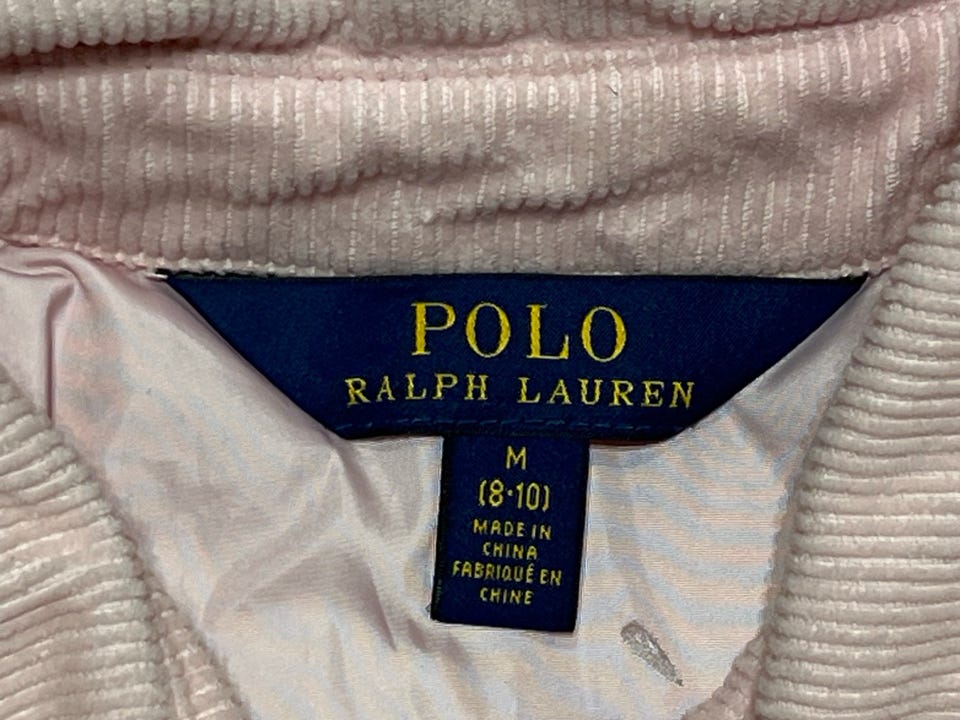 POLO
RALPH LAUREN
M
(8·10)
MADE IN
CHINA
FABRIQUÉ EN
CHINE